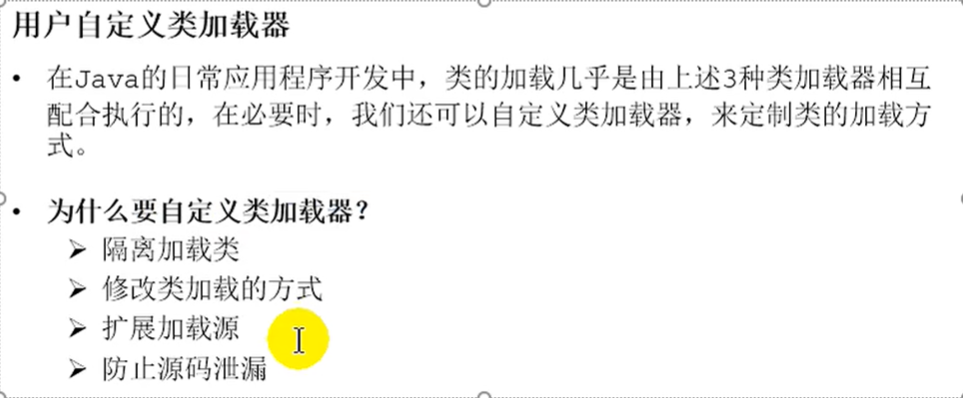 用户自定义类加载器
• 在Java的日常应用程序开发中，类的加载几乎是由上述3种类加载器相互
配合执行的，在必要时，我们还可以自定义类加载器，来定制类的加载方
式。
• 为什么要自定义类加载器？
➢ 隔离加载类
➢ 修改类加载的方式
➢ 扩展加载源
➢ 防止源码泄漏